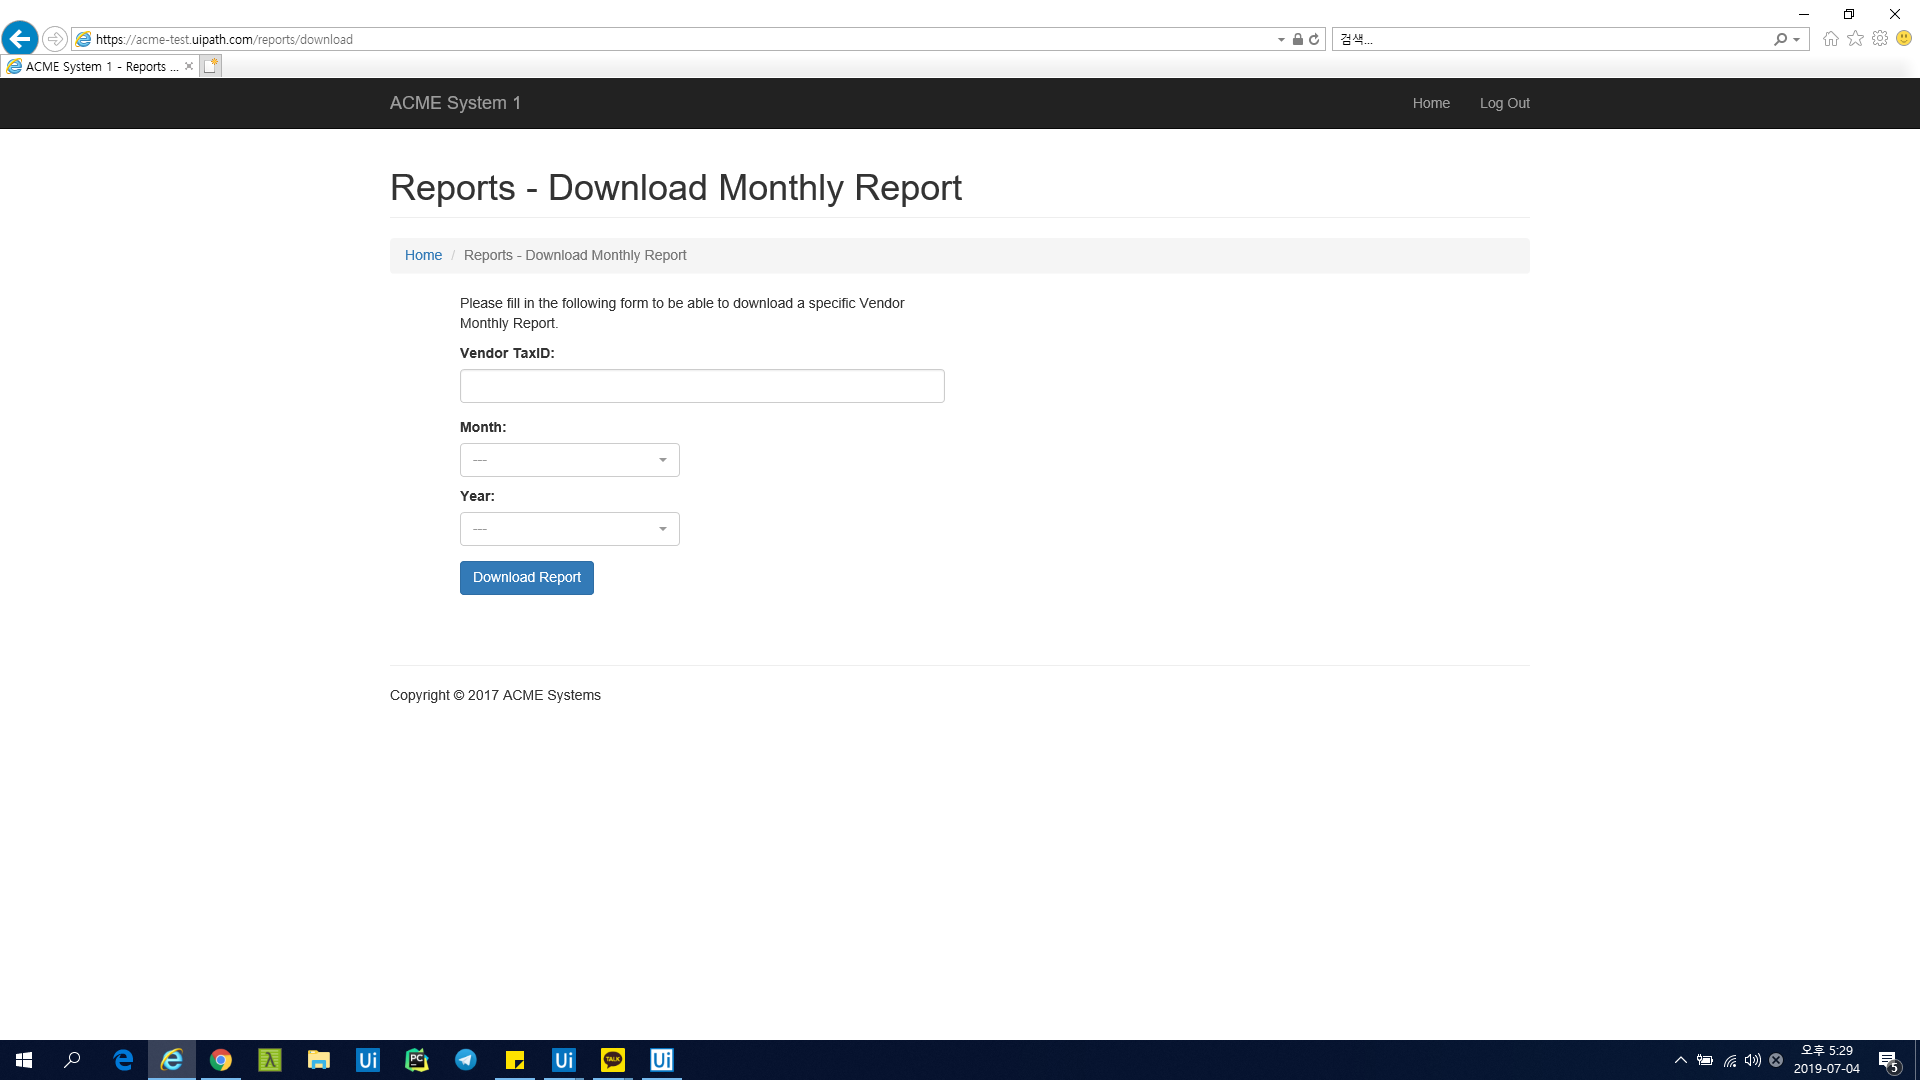 https://acme-test.uipath.com/reports/download
검색...
ACME System 1 - Reports ...
ACME System 1
Home
Log Out
Reports - Download Monthly Report
Home / Reports - Download Monthly Report
Please fill in the following form to be able to download a specific Vendor
Monthly Report.
Vendor TaxID:
Month:
---
Year:
---
Download Report
Copyright © 2017 ACME Systems
Ui
PC
Ui
TALK
Ui
오후 5:29
2019-07-04
5